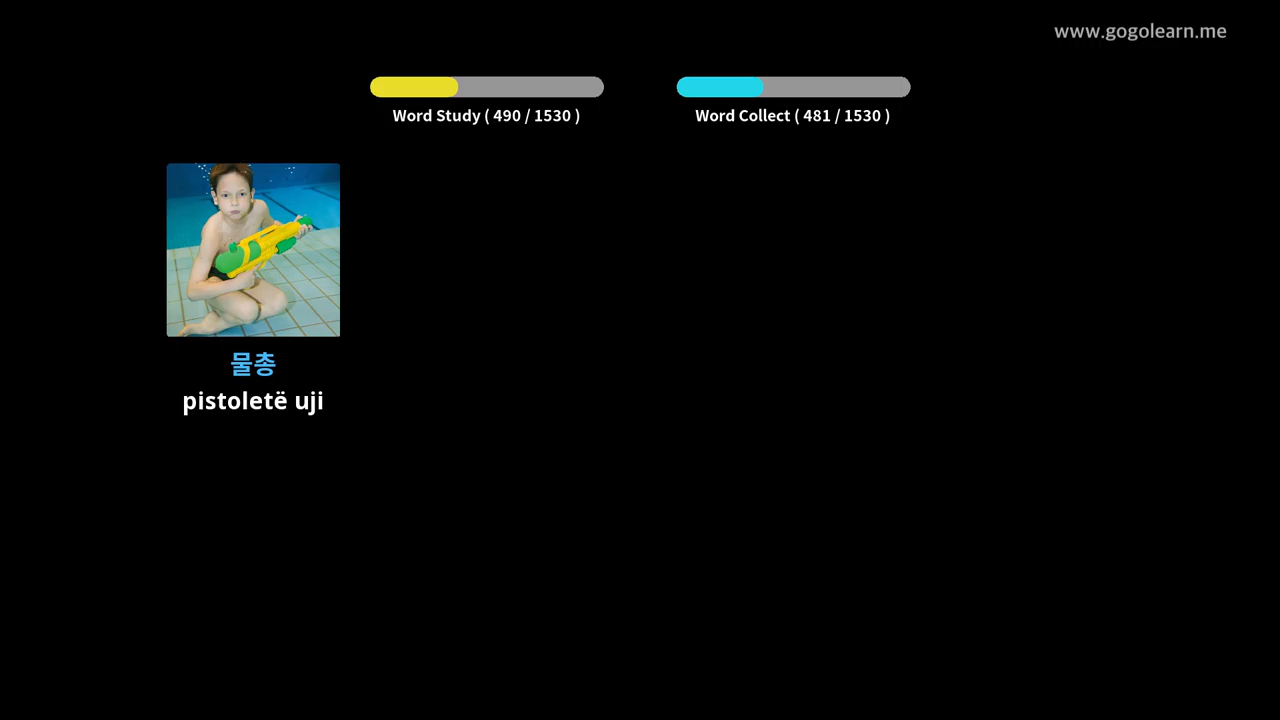 www.gogolearn.me
Word Study ( 490 / 1530 )
Word Collect ( 481 / 1530 )
물총
pistoletë uji